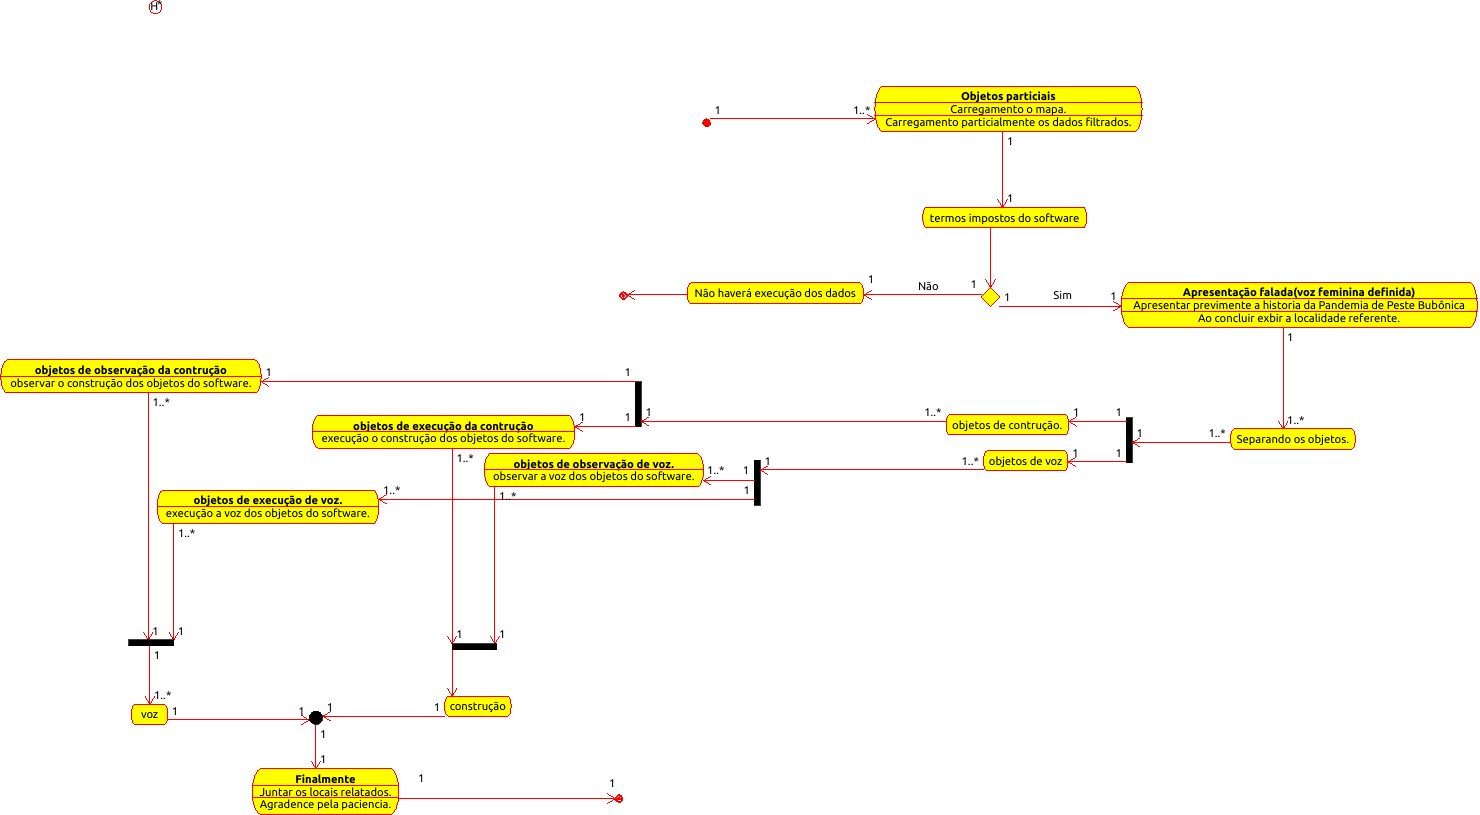 H*
Objetos particiais
Carregamento o mapa.
Carregamento particialmente os dados filtrados.
1
1..*
1
1
termos impostos do software
Não haverá execução dos dados
1
Não
1
1
Sim
1
Apresentação falada(voz feminina definida)
Apresentar previmente a historia da Pandemia de Peste Bubônica
Ao concluir exbir a localidade referente.
1
1..*
Separando os objetos.
1..*
1
1
1
objetos de contrução.
1
1
objetos de voz
1..*
1
1..*
1
1
1
objetos de observação da contrução
observar o construção dos objetos do software.
1
1..*
objetos de execução da contrução
execução o construção dos objetos do software.
1
1..*
objetos de observação de voz.
observar a voz dos objetos do software.
1..*
1
1
1..*
objetos de execução de voz.
execução a voz dos objetos do software.
1..*
1..*
1
1
1
1
1
1..*
voz
1
1
1
1
construção
1
1
Finalmente
Juntar os locais relatados.
Agradence pela paciencia.
1
1